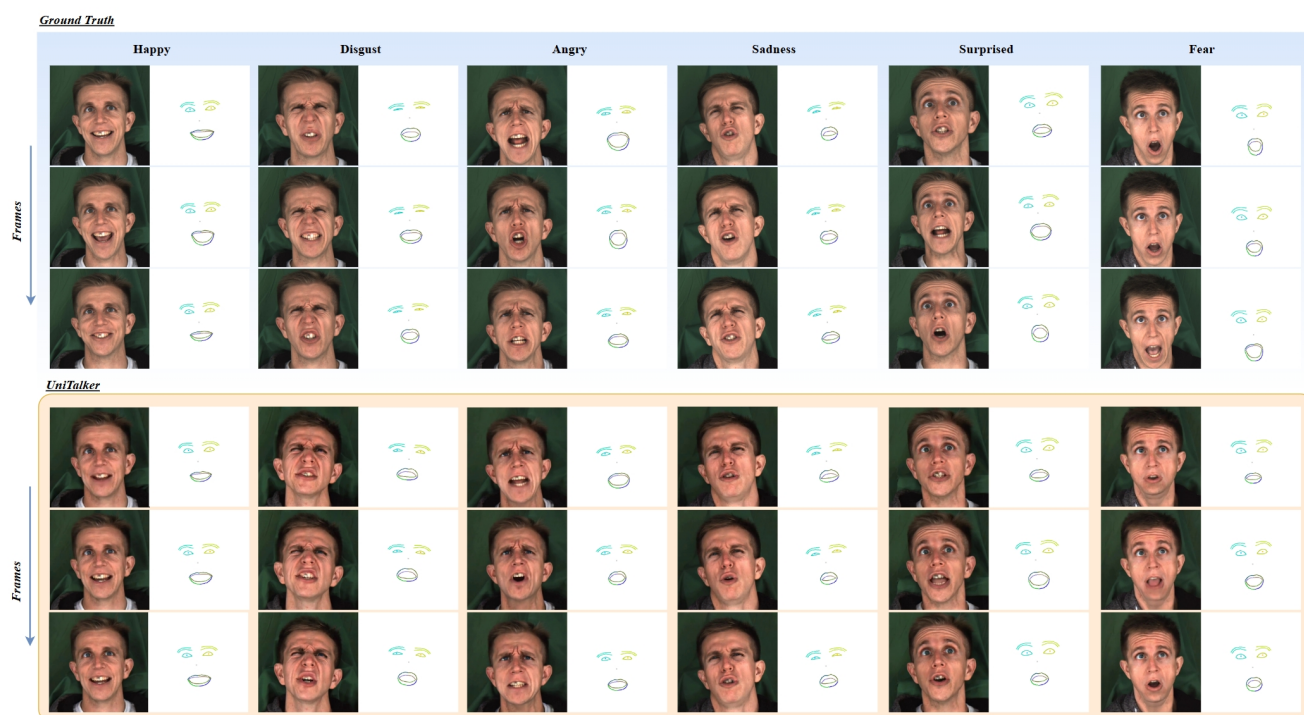 Ground Truth
Happy Disgust Angry Sadness Surprised Fear
Frames
UniTalker
Frames